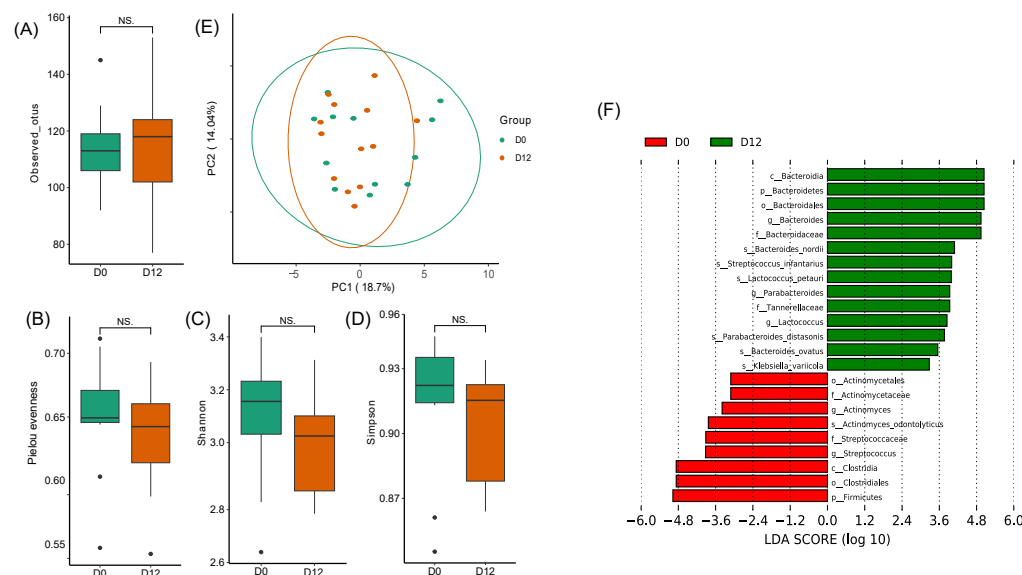 (A)
NS.
160
140
120
100
80
Observed_otus
D0
D12
(E)
PC2 ( 14.04%)
−5
0
5
10
PC1 ( 18.7%)
Group
D0
D12
(B)
NS.
0.70
0.65
0.60
0.55
Pielou evenness
D0
D12
(C)
NS.
3.4
3.2
3.0
2.8
2.6
Shannon
D0
D12
(D)
NS.
0.96
0.93
0.90
0.87
Simpson
D0
D12
(F)
D0
D12
c__Bacteroidia
p__Bacteroidetes
o__Bacteroidales
g__Bacteroides
f__Bacteroidaceae
s__Bacteroides_nordii
s__Streptococcus_infantarius
s__Lactococcus_petauri
g__Parabacteroides
f__Tannerellaceae
g__Lactococcus
s__Parabacteroides_distasonis
s__Bacteroides_ovatus
s__Klebsiella_variicola
o__Actinomycetales
f__Actinomycetaceae
g__Actinomyces
s__Actinomyces_odontolyticus
f__Streptococcaceae
g__Streptococcus
c__Clostridia
o__Clostridiales
p__Firmicutes
−6.0 −4.8 −3.6 −2.4 −1.2 0.0 1.2 2.4 3.6 4.8 6.0
LDA SCORE (log 10)